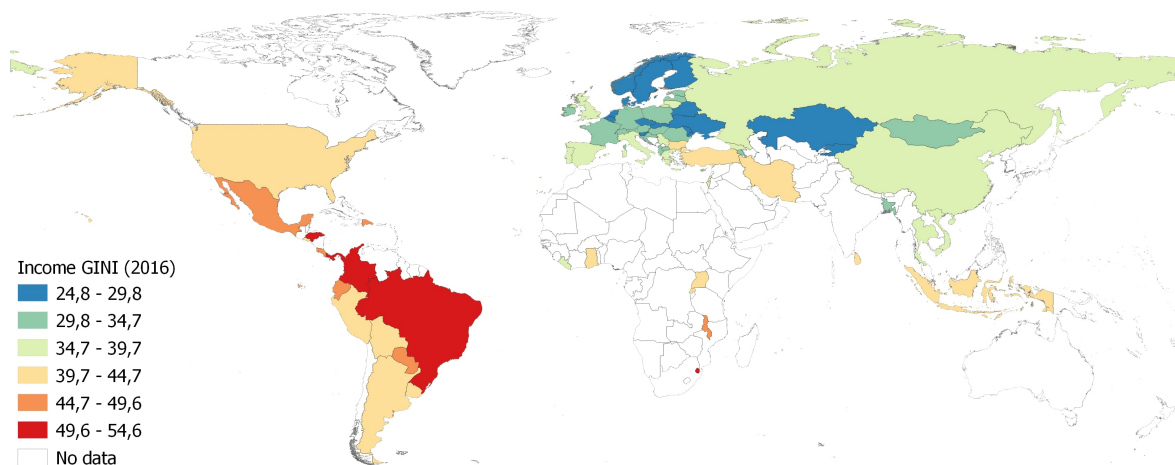 Income GINI (2016)
24,8 - 29,8
29,8 - 34,7
34,7 - 39,7
39,7 - 44,7
44,7 - 49,6
49,6 - 54,6
No data